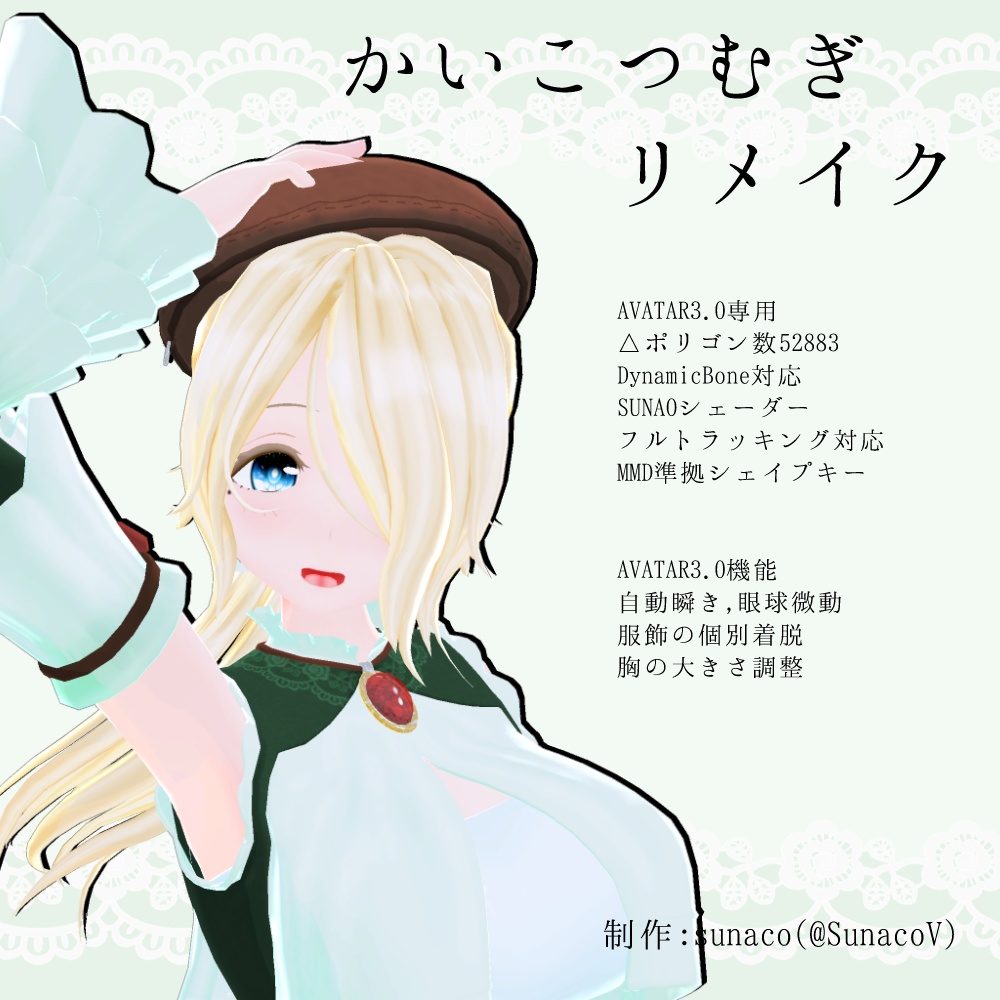 かいこつむぎ
リメイク
AVATAR3.0専用
△ポリゴン数52883
DynamicBone対応
SUNAOシェーダー
フルトラッキング対応
MMD準拠シェイプキー
AVATAR3.0機能
自動瞬き,眼球微動
服飾の個別着脱
胸の大きさ調整
制作:sunaco(@SunacoV)